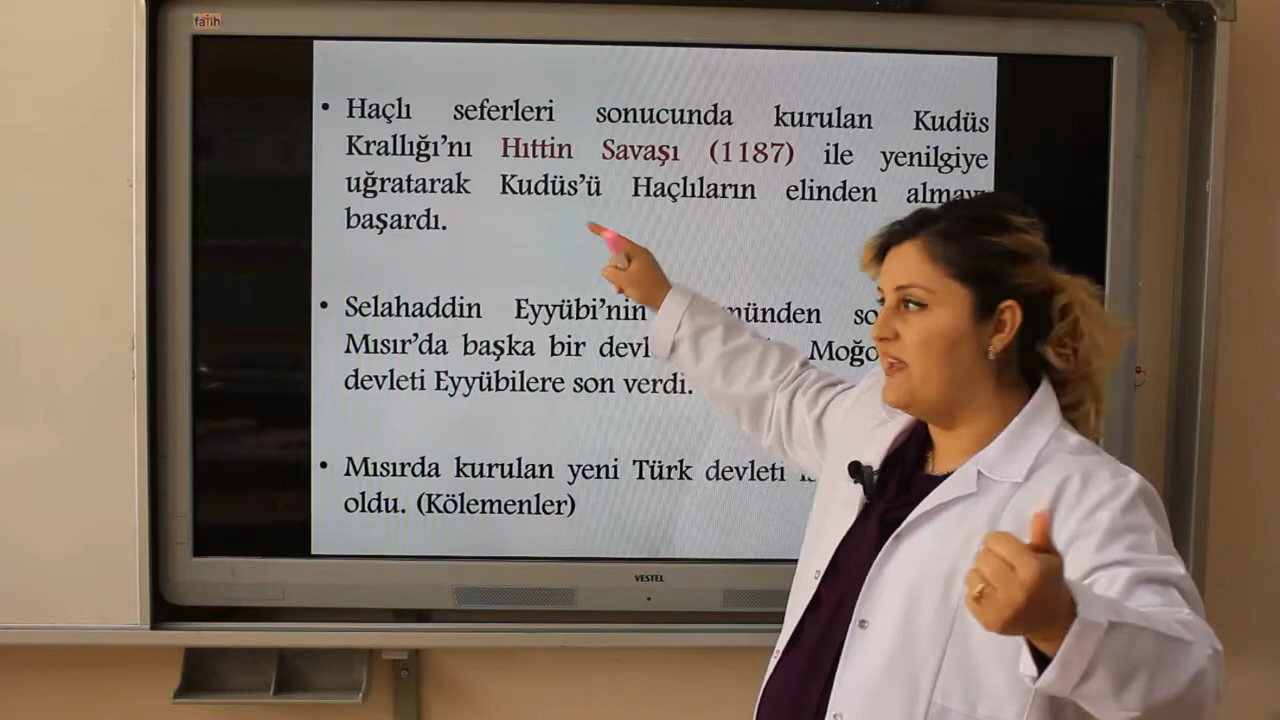 fatih
• Haçlı seferleri sonucunda kurulan Kudüs
Krallığı’nı Hıttin Savaşı (1187) ile yenilgiye
uğratarak Kudüs’ü Haçlıların elinden almayı
başardı.
• Selahaddin Eyyübi’nin
Mısır’da başka bir
devleti Eyyübilere son verdi.
• Mısırda kurulan yeni Türk devleti
oldu. (Kölemenler)
VESTEL